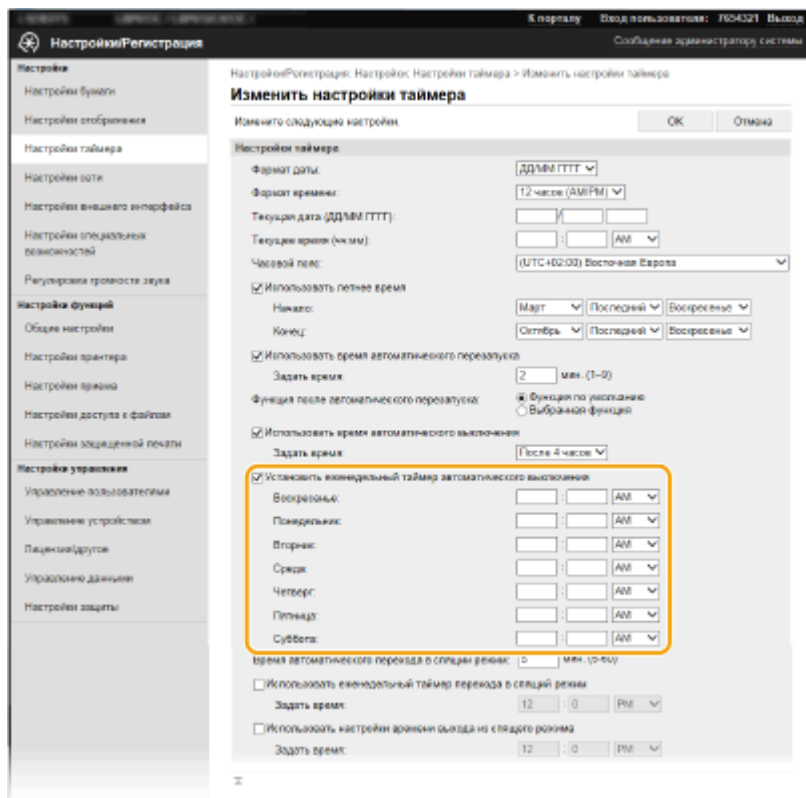 К порталу Вход пользователя: 7654321 Выход
Настройки/Регистрация
Сообщение администратору системы
Настройки
Настройки бумаги
Настройки отображения
Настройки таймера
Настройки сети
Настройки внешнего интерфейса
Настройки специальных
возможностей
Регулировка громкости звука
Настройки функций
Общие настройки
Настройки принтера
Настройки приема
Настройки доступа к файлам
Настройки защищенной печати
Настройки управления
Управление пользователями
Управление устройством
Лицензия/другое
Управление данными
Настройки защиты
Настройки/Регистрация: Настройки: Настройки таймера > Изменить настройки таймера
Изменить настройки таймера
Измените следующие настройки.
OK Отмена
Настройки таймера
Формат даты: ДД/ММ ГГГГ
Формат времени: 12 часов (AM/PM)
Текущая дата (ДД/ММ ГГГГ): /
Текущее время (чч:мм): : AM
Часовой пояс: (UTC+02:00) Восточная Европа
Использовать летнее время
Начало: Март Последний Воскресенье
Конец: Октябрь Последний Воскресенье
Использовать время автоматического перезапуска
Задать время: 2 мин. (1–9)
Функция после автоматического перезапуска: Функция по умолчанию
Выбранная функция
Использовать время автоматического выключения
Задать время: После 4 часов
Установить еженедельный таймер автоматического выключения
Воскресенье: : AM
Понедельник: : AM
Вторник: : AM
Среда: : AM
Четверг: : AM
Пятница: : AM
Суббота: : AM
Время автоматического перехода в спящий режим: 5 мин. (5-60)
Использовать еженедельный таймер перехода в спящий режим
Задать время: 12 : 0 PM
Использовать настройки времени выхода из спящего режима
Задать время: 12 : 0 PM